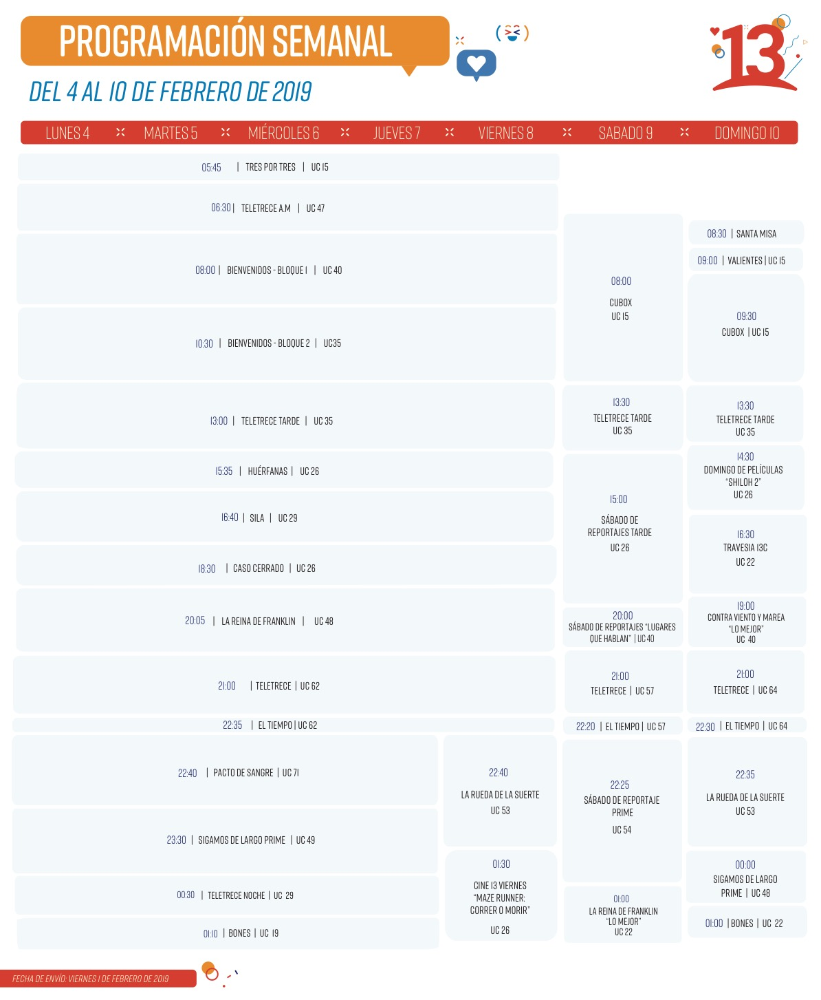 PROGRAMACIÓN SEMANAL
13
DEL 4 AL 10 DE FEBRERO DE 2019
LUNES 4 MARTES 5 MIÉRCOLES 6 JUEVES 7 VIERNES 8 SABADO 9 DOMINGO 10
05:45 | TRES POR TRES | UC 15
06:30 | TELETRECE A.M | UC 47
08:00 | BIENVENIDOS - BLOQUE 1 | UC 40
10:30 | BIENVENIDOS - BLOQUE 2 | UC35
13:00 | TELETRECE TARDE | UC 35
15:35 | HUÉRFANAS | UC 26
16:40 | SILA | UC 29
18:30 | CASO CERRADO | UC 26
20:05 | LA REINA DE FRANKLIN | UC 48
21:00 | TELETRECE | UC 62
22:35 | EL TIEMPO | UC 62
22:40 | PACTO DE SANGRE | UC 71
23:30 | SIGAMOS DE LARGO PRIME | UC 49
00:30 | TELETRECE NOCHE | UC 29
01:10 | BONES | UC 19
22:40
LA RUEDA DE LA SUERTE
UC 53
01:30
CINE 13 VIERNES
"MAZE RUNNER:
CORRER O MORIR"
UC 26
08:00
CUBOX
UC 15
13:30
TELETRECE TARDE
UC 35
15:00
SÁBADO DE
REPORTAJES TARDE
UC 26
20:00
SÁBADO DE REPORTAJES "LUGARES
QUE HABLAN" | UC 40
21:00
TELETRECE | UC 57
22:20 | EL TIEMPO | UC 57
22:25
SÁBADO DE REPORTAJE
PRIME
UC 54
01:00
LA REINA DE FRANKLIN
"LO MEJOR"
UC 22
08:30 | SANTA MISA
09:00 | VALIENTES | UC 15
09:30
CUBOX | UC 15
13:30
TELETRECE TARDE
UC 35
14:30
DOMINGO DE PELÍCULAS
"SHILOH 2"
UC 26
16:30
TRAVESIA 13C
UC 22
19:00
CONTRA VIENTO Y MAREA
"LO MEJOR"
UC 40
21:00
TELETRECE | UC 64
22:30 | EL TIEMPO | UC 64
22:35
LA RUEDA DE LA SUERTE
UC 53
00:00
SIGAMOS DE LARGO
PRIME | UC 48
01:00 | BONES | UC 22
FECHA DE ENVÍO: VIERNES 1 DE FEBRERO DE 2019